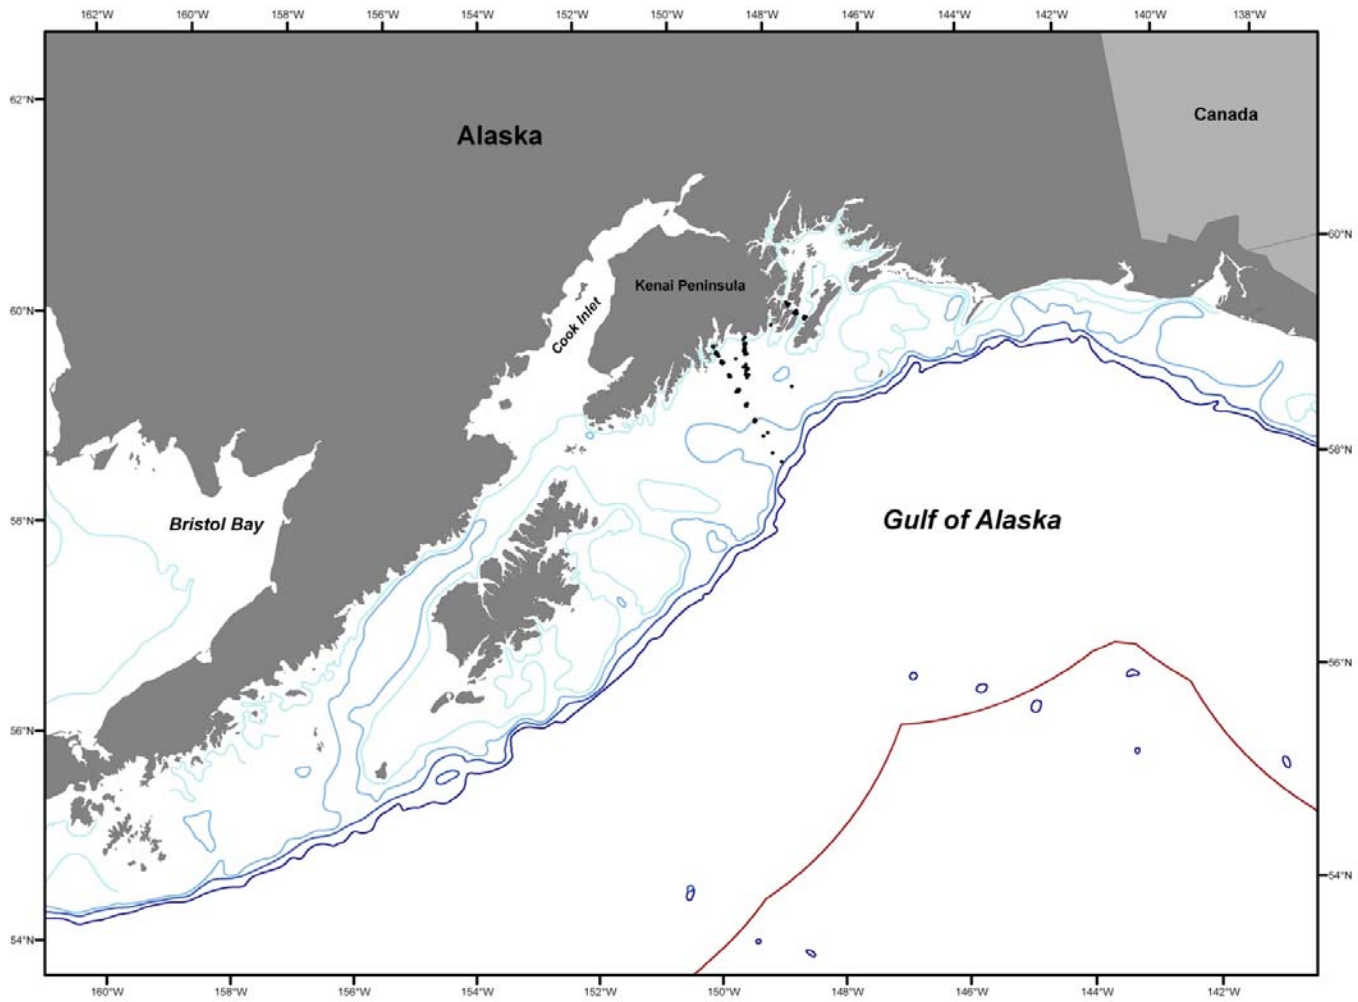 162°W 160°W 158°W 156°W 154°W 152°W 150°W 148°W 146°W 144°W 142°W 140°W 138°W
62°N
Canada
Alaska
60°N
Kenai Peninsula
60°N
Cook Inlet
58°N
Gulf of Alaska
58°N
Bristol Bay
56°N
56°N
54°N
54°N
160°W 158°W 156°W 154°W 152°W 150°W 148°W 146°W 144°W 142°W